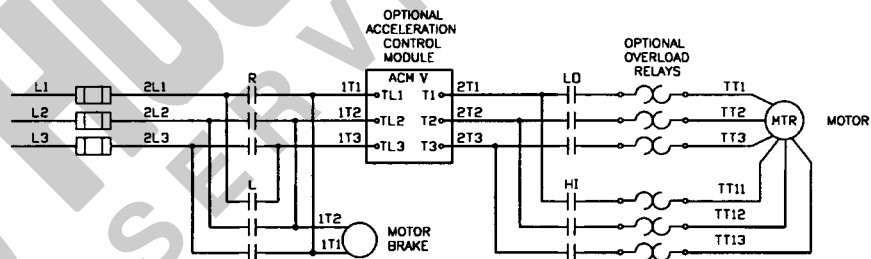 OPTIONAL
ACCELERATION
CONTROL
MODULE
OPTIONAL
OVERLOAD
RELAYS
L1 2L1 R 1T1 ACM V TL1 T1 2T1 LO TT1
L2 2L2 1T2 TL2 T2 2T2 TT2 MTR MOTOR
L3 2L3 1T3 TL3 T3 2T3 TT3
L HI TT11
1T2 MOTOR BRAKE TT12
1T1 TT13
SERV